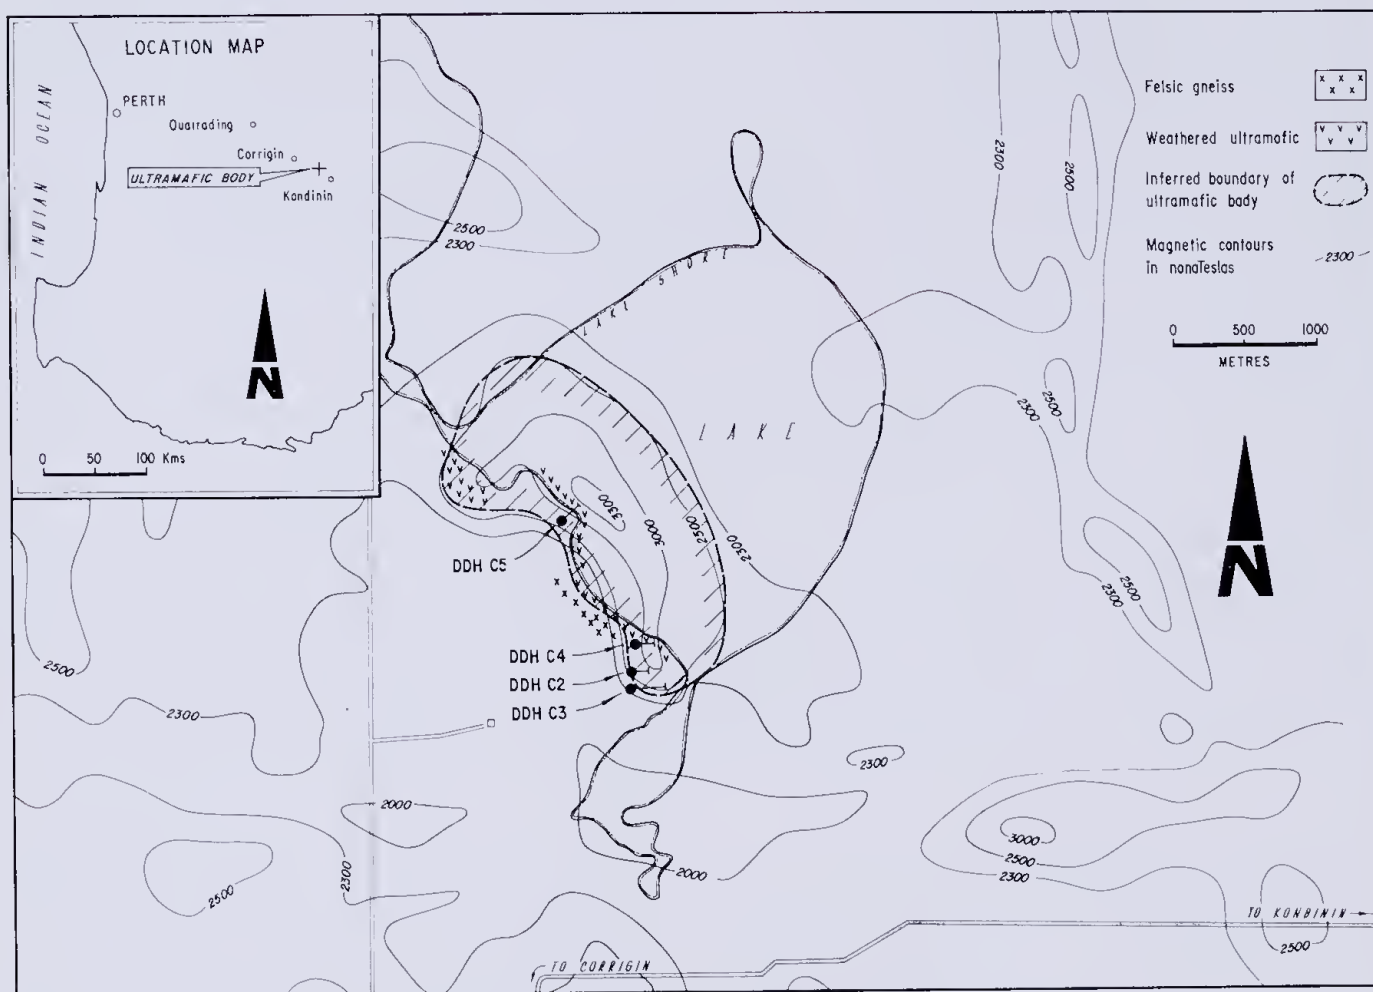 LOCATION MAP
INDIAN OCEAN
PERTH
Quairading
Corrigin
ULTRAMAFIC BODY
Kondinin
N
0 50 100 Kms
Felsic gneiss
Weathered ultramafic
Inferred boundary of
ultramafic body
Magnetic contours
in nanoTeslas
2300
0 500 1000
METRES
N
LAKE SHORE
LAKE
2500
2300
2300
2500
2300
2500
3300
3000
2500
2300
2500
2300
DDH C5
DDH C4
DDH C2
DDH C3
2500
2300
2000
2300
2500
2300
2000
3000
2500
2300
2500
TO KONDININ
TO CORRIGIN